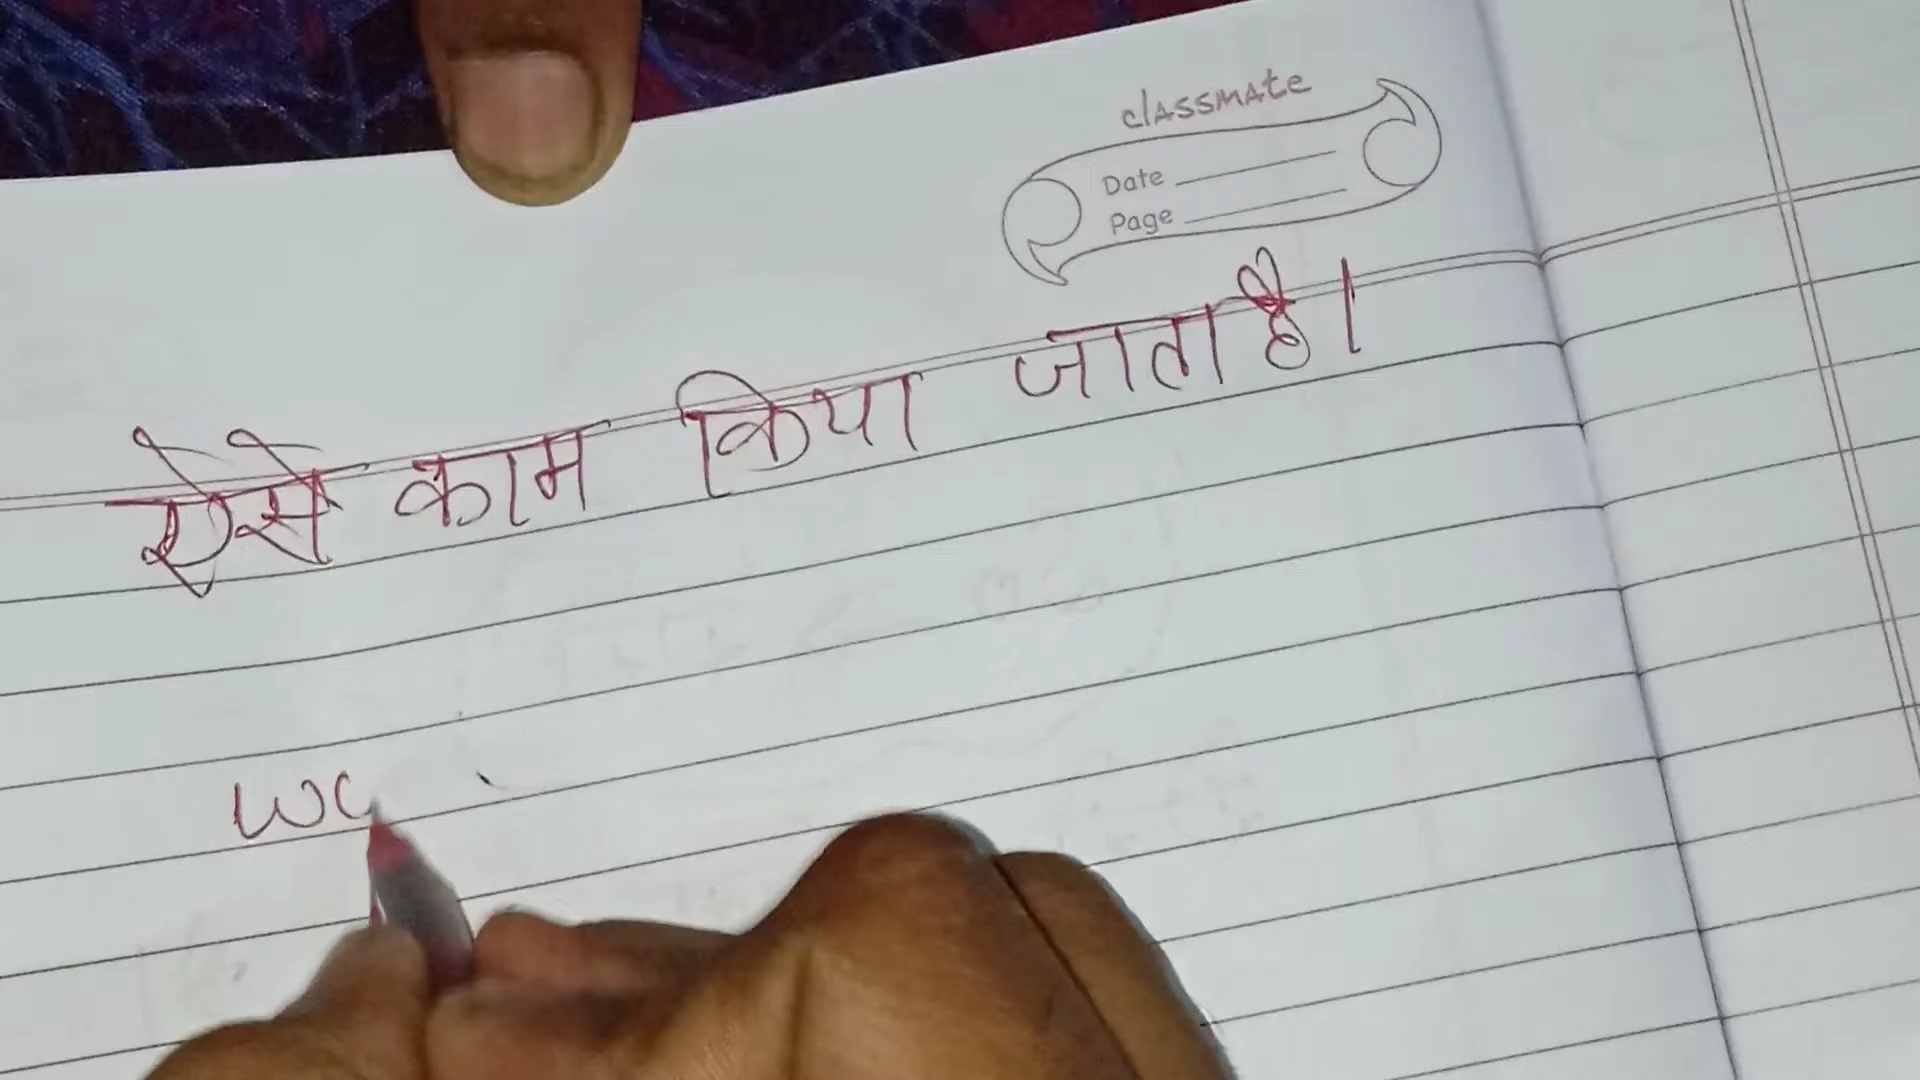 classmate
Date
Page
ऐसे काम किया जाता है।